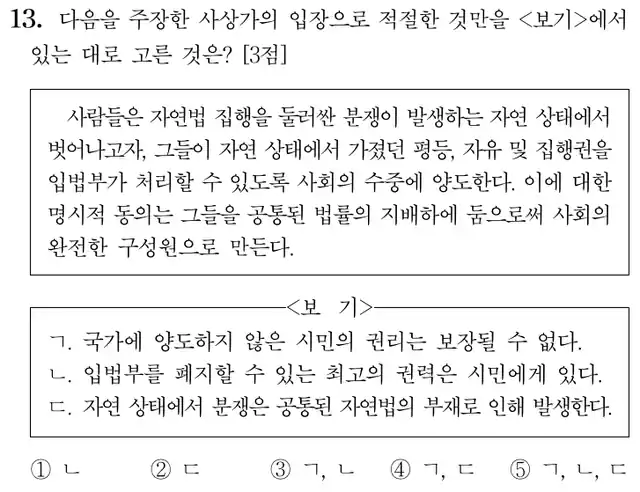 13. 다음을 주장한 사상가의 입장으로 적절한 것만을 <보기>에서
있는 대로 고른 것은? [3점]
사람들은 자연법 집행을 둘러싼 분쟁이 발생하는 자연 상태에서
벗어나고자, 그들이 자연 상태에서 가졌던 평등, 자유 및 집행권을
입법부가 처리할 수 있도록 사회의 수중에 양도한다. 이에 대한
명시적 동의는 그들을 공통된 법률의 지배하에 둠으로써 사회의
완전한 구성원으로 만든다.
<보 기>
ㄱ. 국가에 양도하지 않은 시민의 권리는 보장될 수 없다.
ㄴ. 입법부를 폐지할 수 있는 최고의 권력은 시민에게 있다.
ㄷ. 자연 상태에서 분쟁은 공통된 자연법의 부재로 인해 발생한다.
① ㄴ ② ㄷ ③ ㄱ, ㄴ ④ ㄱ, ㄷ ⑤ ㄱ, ㄴ, ㄷ